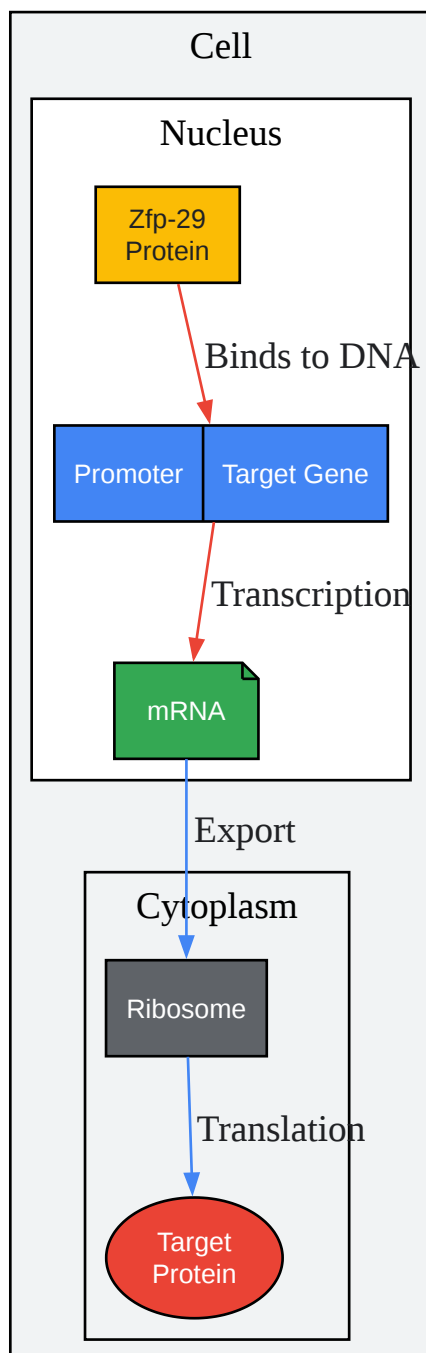 Cell
Nucleus
Zfp-29
Protein
Binds to DNA
Promoter Target Gene
Transcription
mRNA
Export
Cytoplasm
Ribosome
Translation
Target
Protein